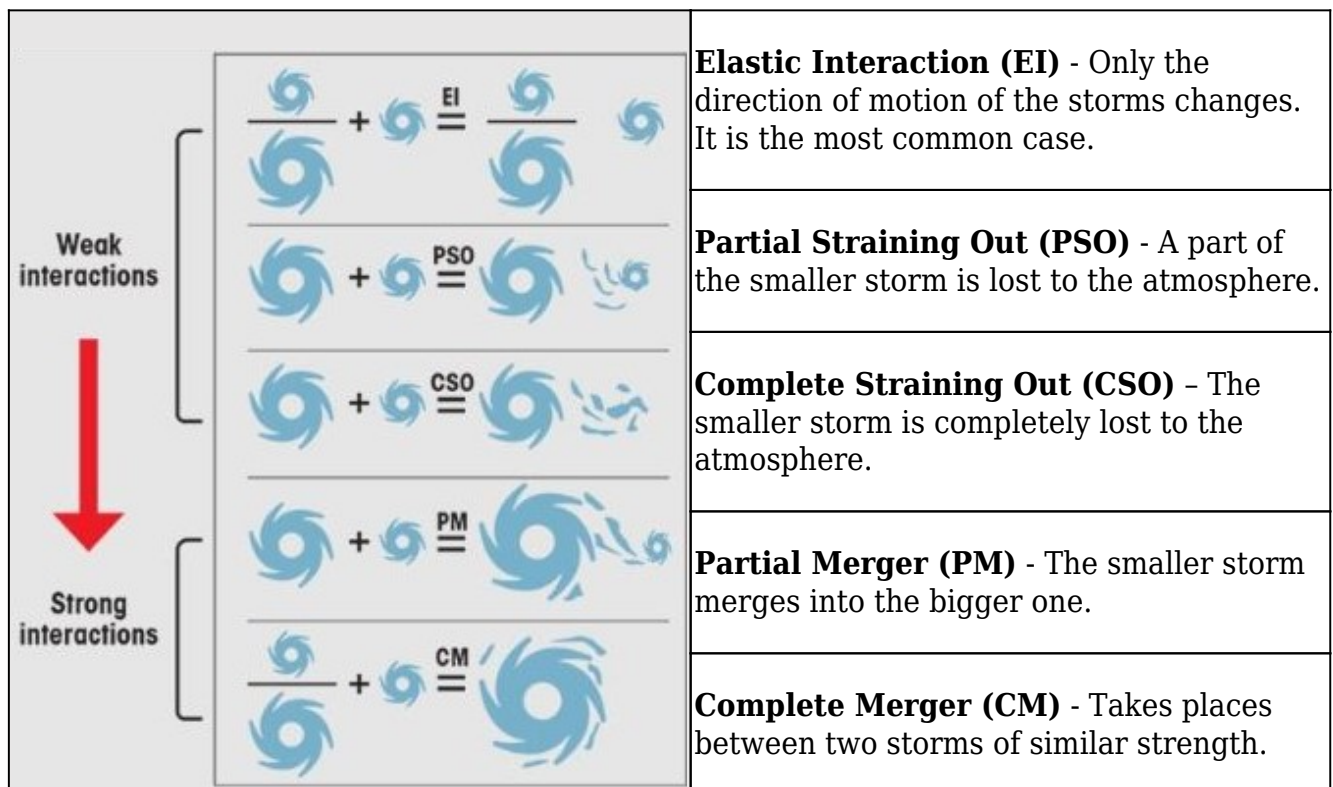 Weak
interactions
Strong
interactions
+ EI =
+ PSO =
+ CSO =
+ PM =
+ CM =
Elastic Interaction (EI) - Only the
direction of motion of the storms changes.
It is the most common case.
Partial Straining Out (PSO) - A part of
the smaller storm is lost to the atmosphere.
Complete Straining Out (CSO) – The
smaller storm is completely lost to the
atmosphere.
Partial Merger (PM) - The smaller storm
merges into the bigger one.
Complete Merger (CM) - Takes places
between two storms of similar strength.